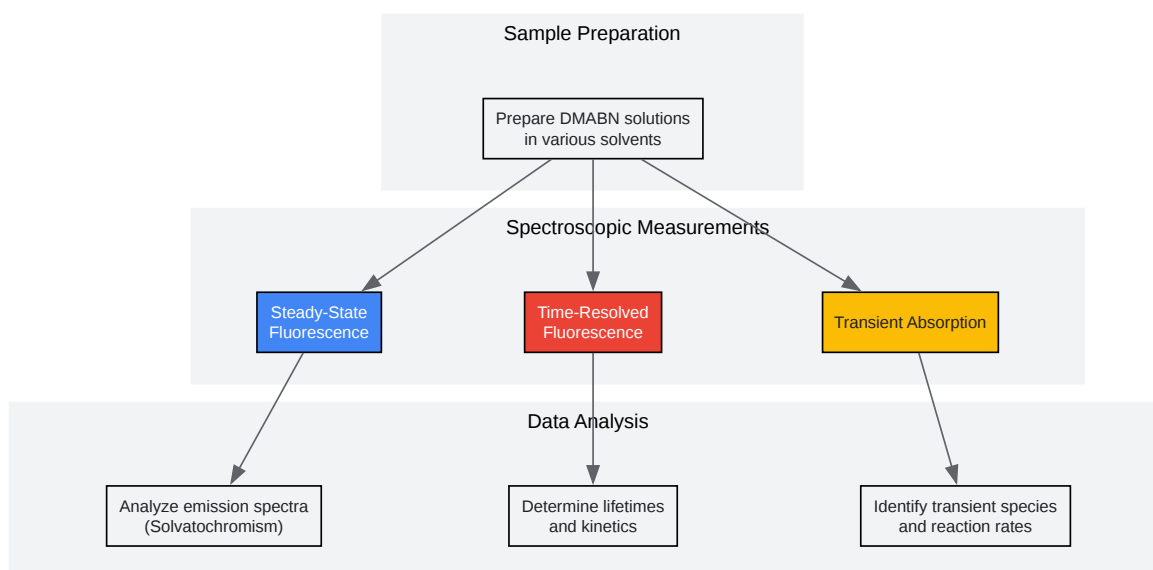 Sample Preparation
Prepare DMABN solutions
in various solvents
Spectroscopic Measurements
Steady-State
Fluorescence
Time-Resolved
Fluorescence
Transient Absorption
Data Analysis
Analyze emission spectra
(Solvatochromism)
Determine lifetimes
and kinetics
Identify transient species
and reaction rates